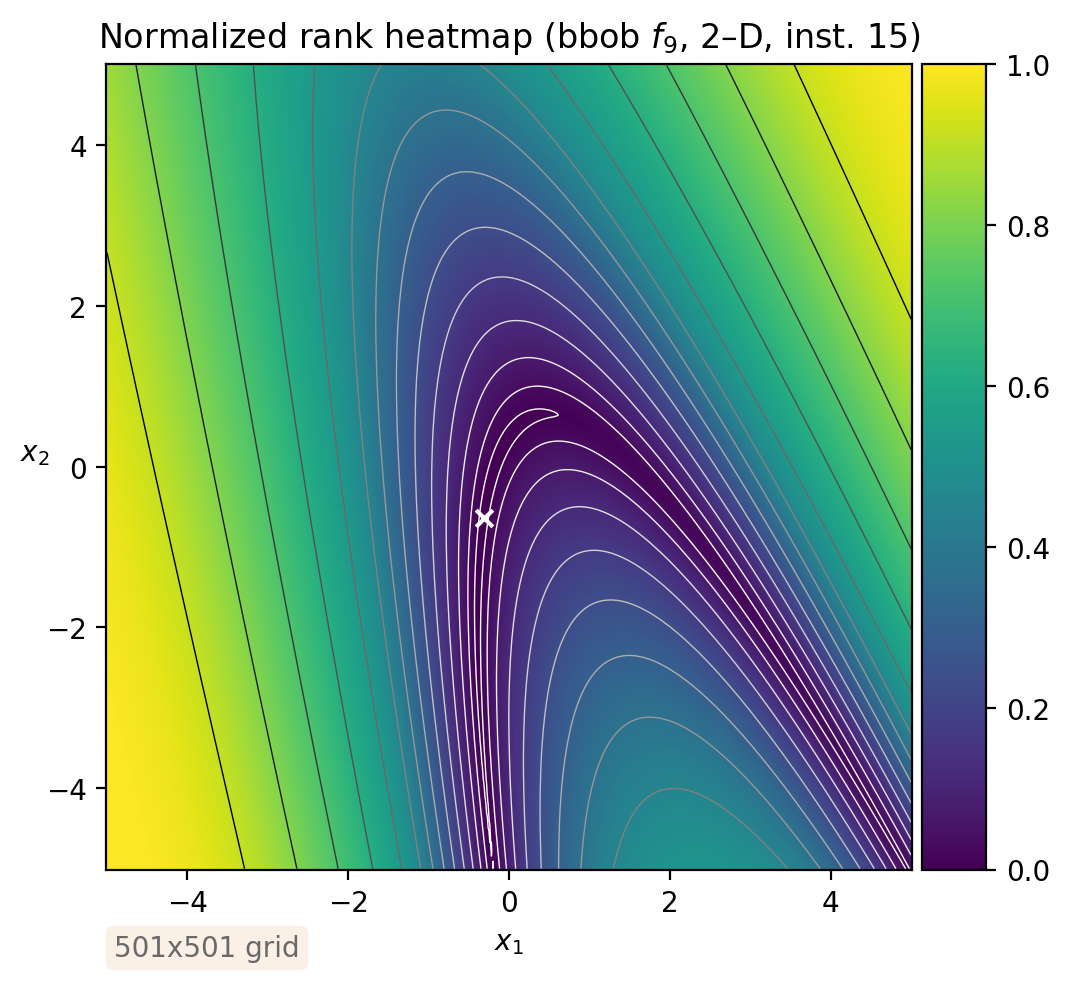 Normalized rank heatmap (bbob f₉, 2–D, inst. 15)
1.0
0.8
0.6
0.4
0.2
0.0
4
2
0
−2
−4
x₂
−4 −2 0 2 4
x₁
501x501 grid